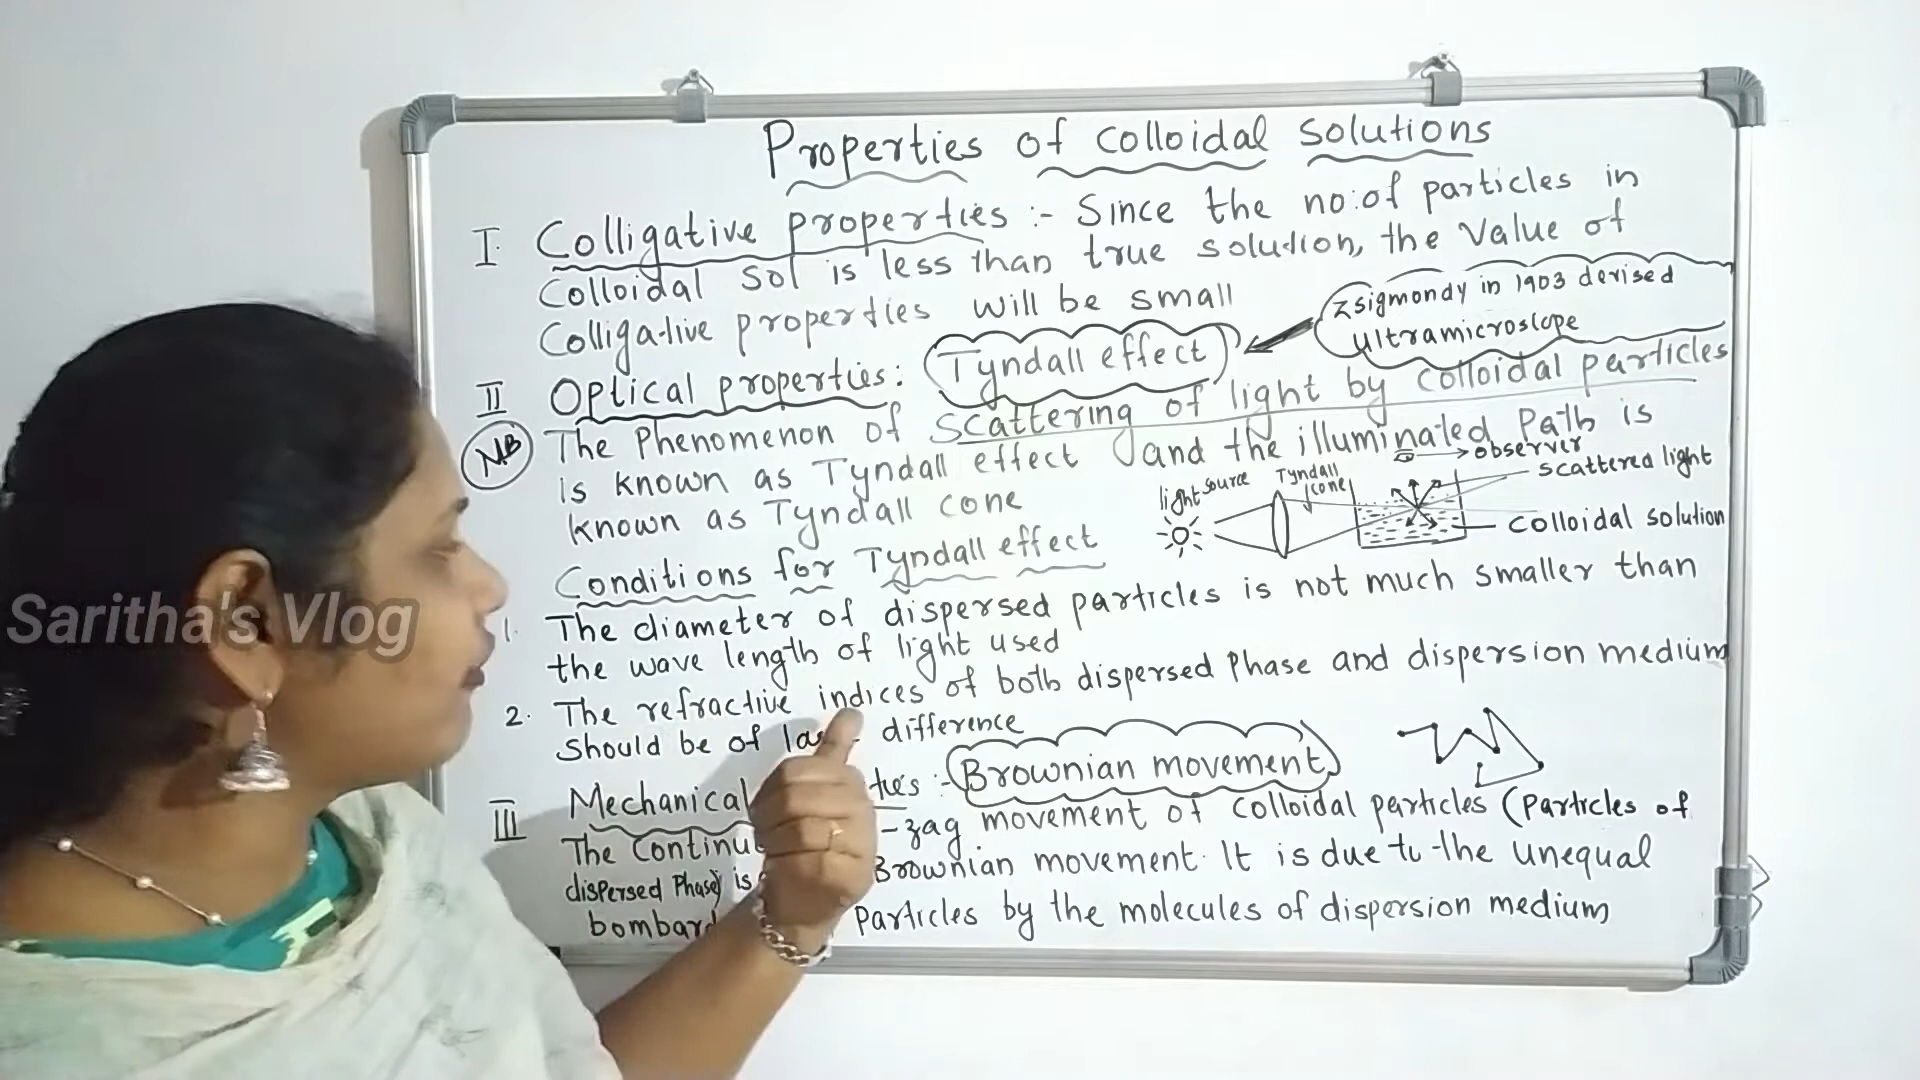 Properties of colloidal solutions
I. Colligative properties :- Since the no: of particles in
Colloidal Sol is less than true solution, the value of
Colligative properties will be small
Zsigmondy in 1903 derised
ultramicroscope
II Optical properties: Tyndall effect
NB The Phenomenon of scattering of light by colloidal particles
is known as Tyndall effect and the illuminated Path is
known as Tyndall cone
observer
scattered light
light source
Tyndall cone
colloidal solution
Conditions for Tyndall effect
1. The diameter of dispersed particles is not much smaller than
the wave length of light used
2. The refractive indices of both dispersed Phase and dispersion medium
Should be of difference
III Mechanical :- Brownian movement
The -zag movement of colloidal particles (Particles of
dispersed Phase) is Brownian movement. It is due to the unequal
Particles by the molecules of dispersion medium
Saritha's Vlog